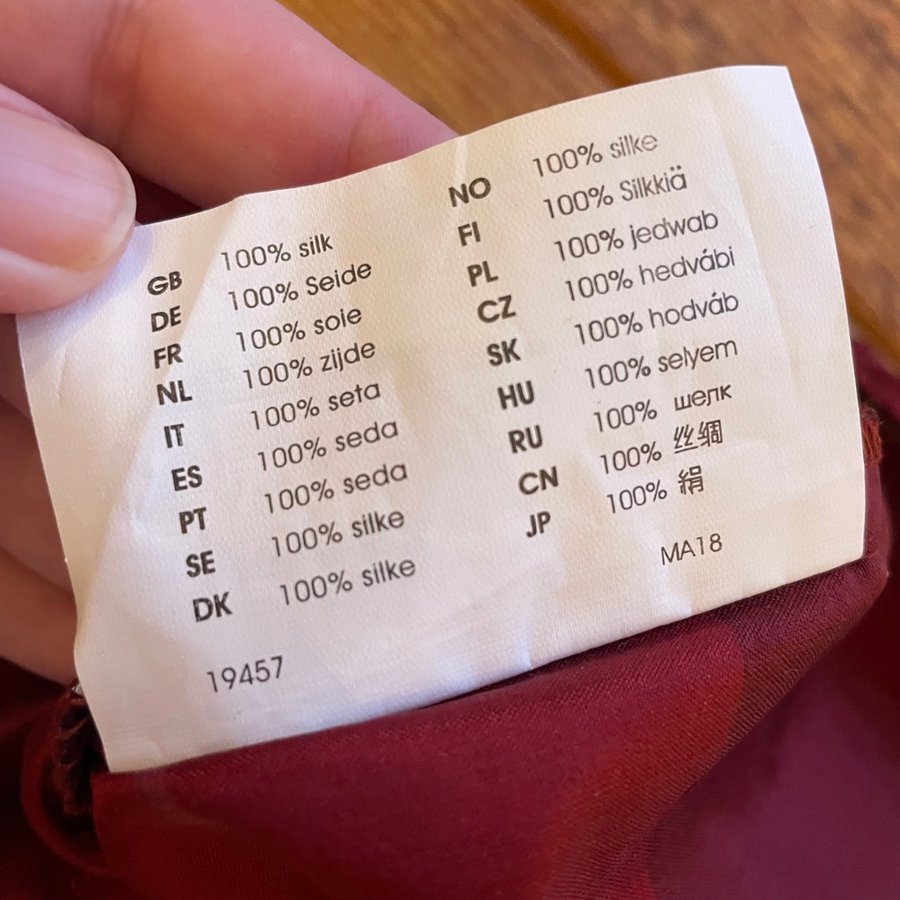 GB 100% silk
DE 100% Seide
FR 100% soie
NL 100% zijde
IT 100% seta
ES 100% seda
PT 100% seda
SE 100% silke
DK 100% silke
19457
NO 100% silke
FI 100% Silkkiä
PL 100% jedwab
CZ 100% hedvábi
SK 100% hodváb
HU 100% selyem
RU 100% шелк
CN 100% 丝绸
JP 100% 絹
MA18